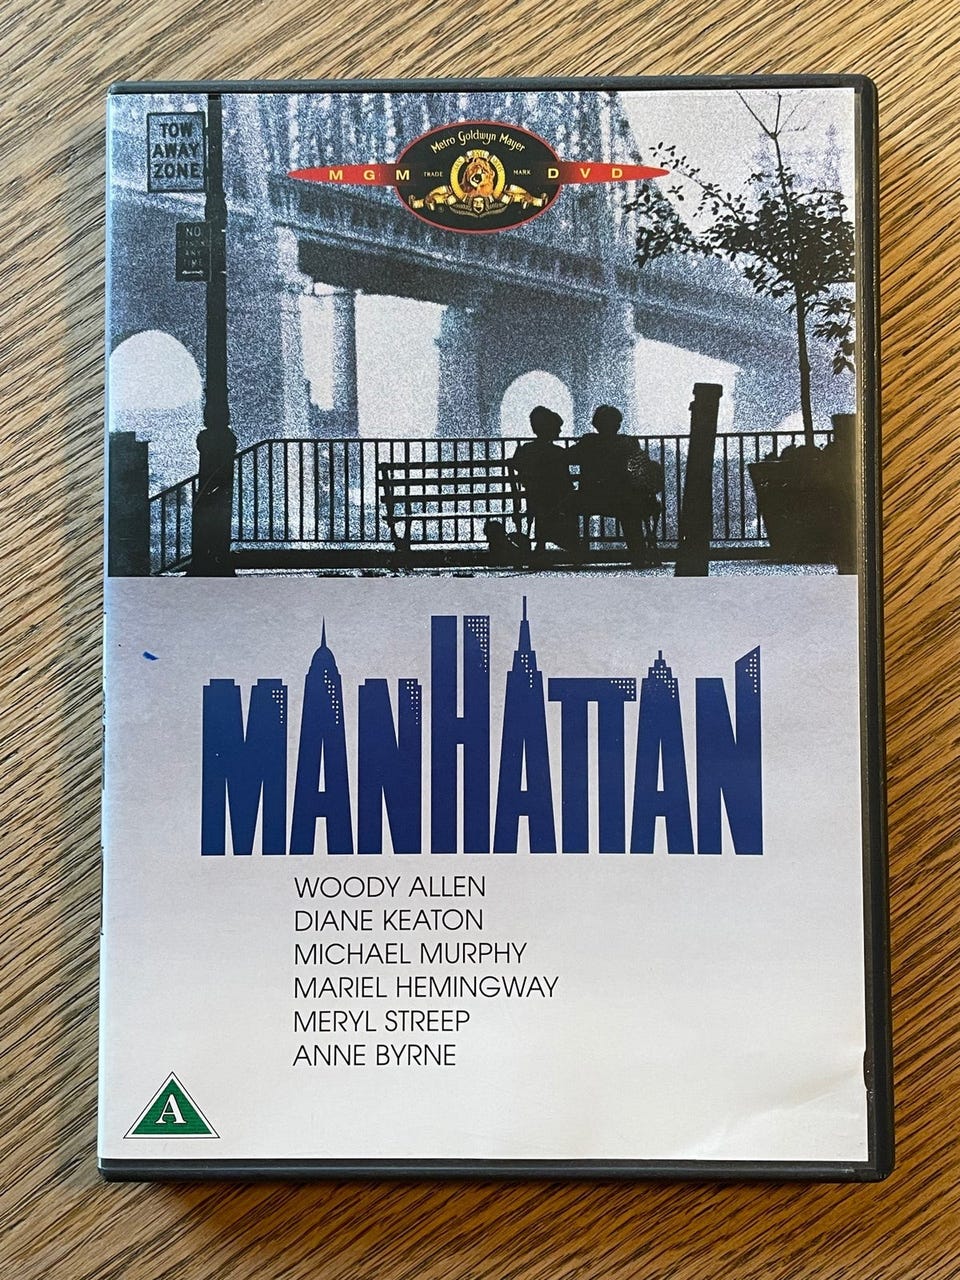 TOW
AWAY
ZONE
NO
Metro Goldwyn Mayer
MGM TRADE MARK DVD
MANHATTAN
WOODY ALLEN
DIANE KEATON
MICHAEL MURPHY
MARIEL HEMINGWAY
MERYL STREEP
ANNE BYRNE
A